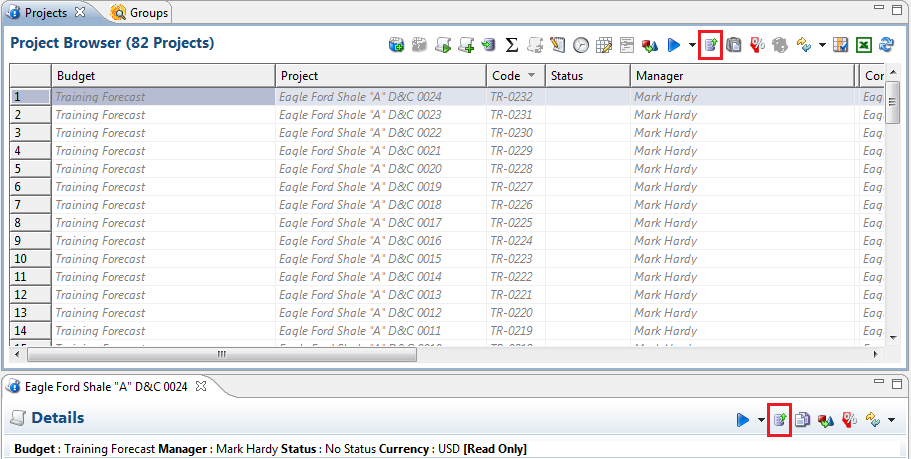 Projects Groups
Project Browser (82 Projects)
Budget Project Code Status Manager Con
1 Training Forecast Eagle Ford Shale "A" D&C 0024 TR-0232 Mark Hardy Eag
2 Training Forecast Eagle Ford Shale "A" D&C 0023 TR-0231 Mark Hardy Eag
3 Training Forecast Eagle Ford Shale "A" D&C 0022 TR-0230 Mark Hardy Eag
4 Training Forecast Eagle Ford Shale "A" D&C 0021 TR-0229 Mark Hardy Eag
5 Training Forecast Eagle Ford Shale "A" D&C 0020 TR-0228 Mark Hardy Eag
6 Training Forecast Eagle Ford Shale "A" D&C 0019 TR-0227 Mark Hardy Eag
7 Training Forecast Eagle Ford Shale "A" D&C 0018 TR-0226 Mark Hardy Eag
8 Training Forecast Eagle Ford Shale "A" D&C 0017 TR-0225 Mark Hardy Eag
9 Training Forecast Eagle Ford Shale "A" D&C 0016 TR-0224 Mark Hardy Eag
10 Training Forecast Eagle Ford Shale "A" D&C 0015 TR-0223 Mark Hardy Eag
11 Training Forecast Eagle Ford Shale "A" D&C 0014 TR-0222 Mark Hardy Eag
12 Training Forecast Eagle Ford Shale "A" D&C 0013 TR-0221 Mark Hardy Eag
13 Training Forecast Eagle Ford Shale "A" D&C 0012 TR-0220 Mark Hardy Eag
14 Training Forecast Eagle Ford Shale "A" D&C 0011 TR-0219 Mark Hardy Eag
Eagle Ford Shale "A" D&C 0024
Details
Budget : Training Forecast Manager : Mark Hardy Status : No Status Currency : USD [Read Only]